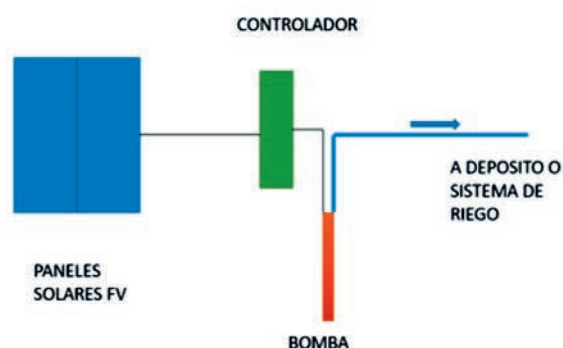 CONTROLADOR
A DEPOSITO O
SISTEMA DE
RIEGO
PANELES
SOLARES FV
BOMBA